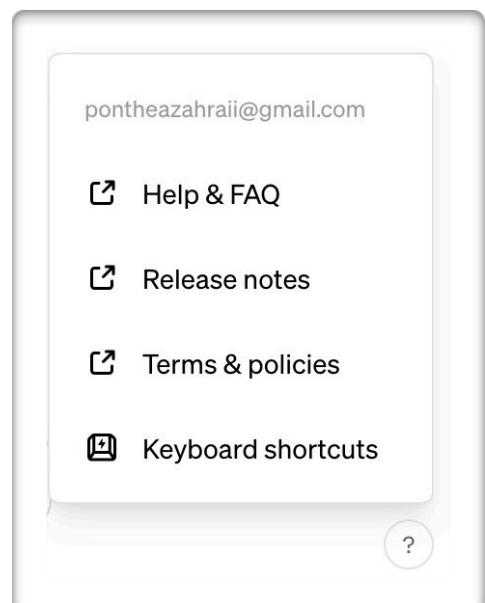 pontheazahraii@gmail.com
Help & FAQ
Release notes
Terms & policies
Keyboard shortcuts
?